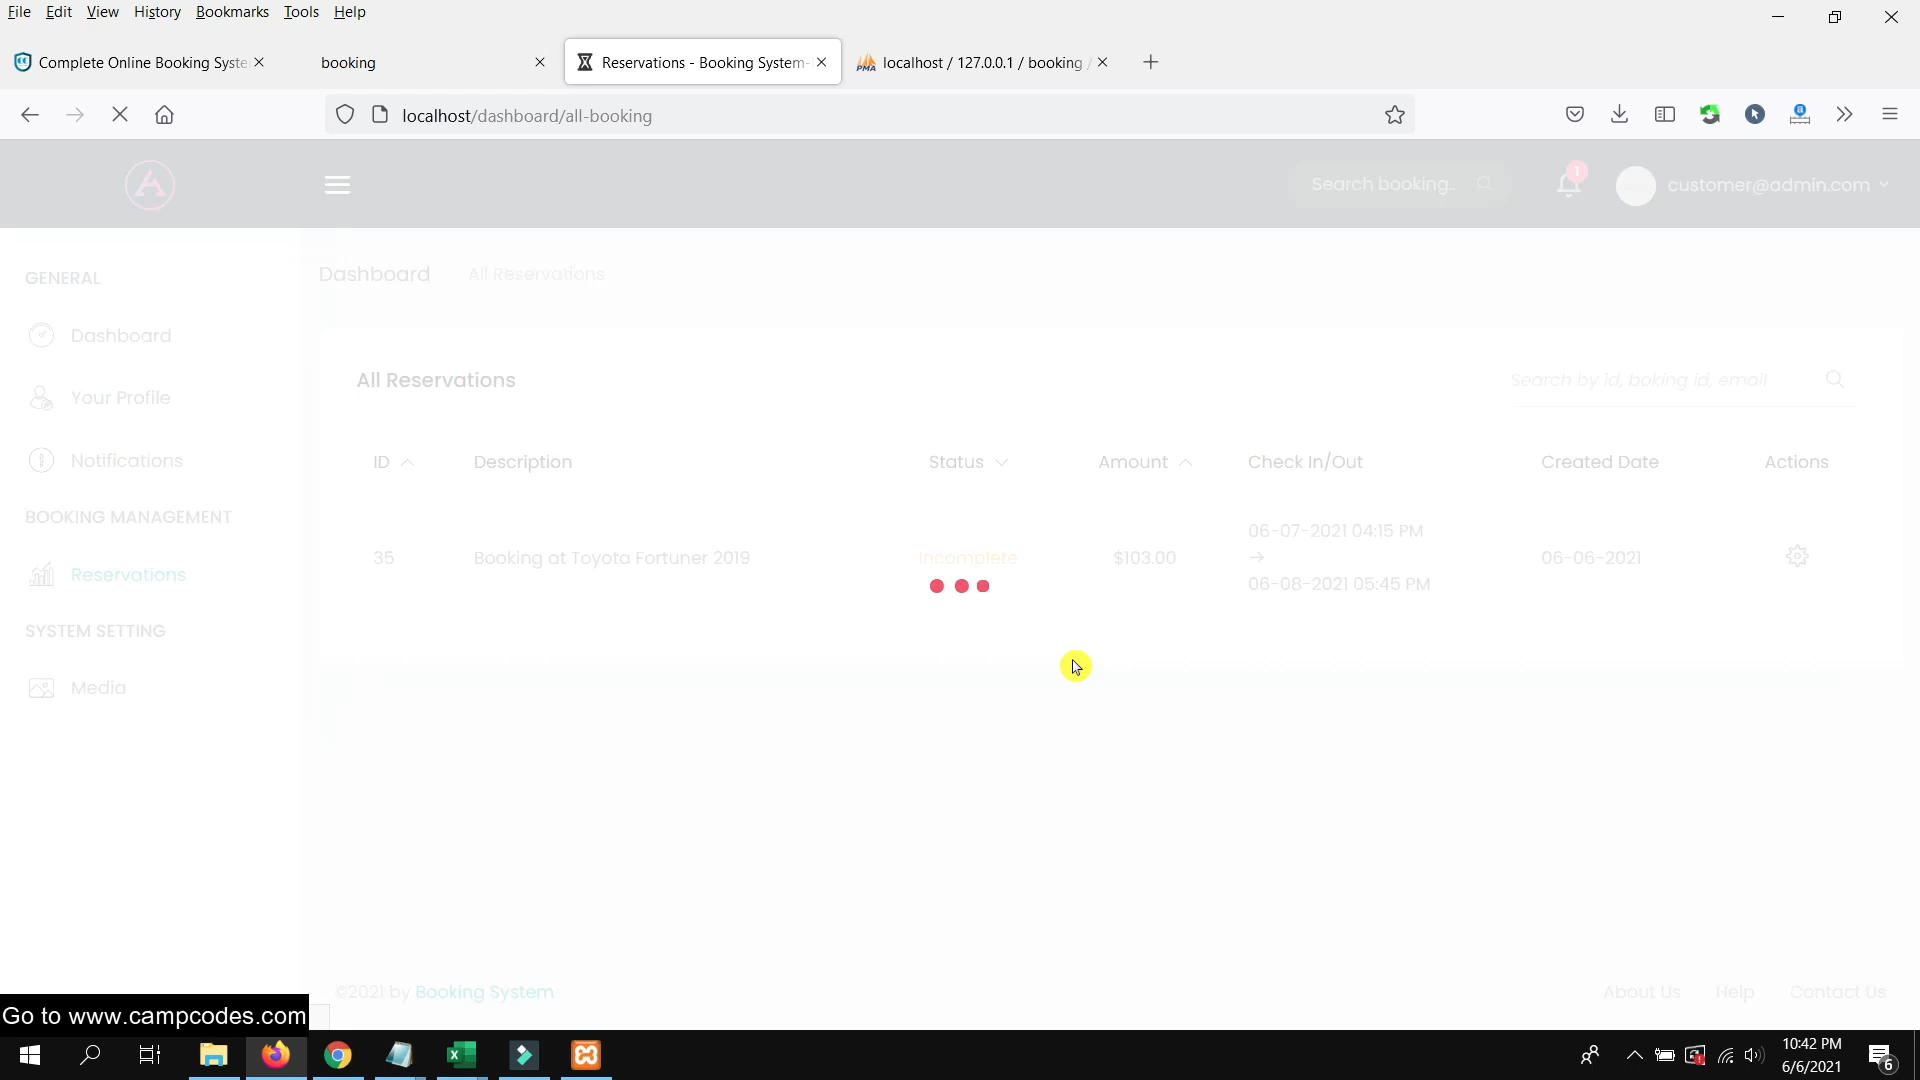 File Edit View History Bookmarks Tools Help
Complete Online Booking Syste
booking
Reservations - Booking System-
PMA
localhost / 127.0.0.1 / booking /
localhost/dashboard/all-booking
Search booking..
1
customer@admin.com
GENERAL
Dashboard
Your Profile
Notifications
BOOKING MANAGEMENT
Reservations
SYSTEM SETTING
Media
Dashboard All Reservations
All Reservations
Search by id, boking id, email
ID Description Status Amount Check In/Out Created Date Actions
35 Booking at Toyota Fortuner 2019 Incomplete $103.00 06-07-2021 04:15 PM → 06-08-2021 05:45 PM 06-06-2021
©2021 by Booking System
About Us Help Contact Us
Go to www.campcodes.com
10:42 PM
6/6/2021
6